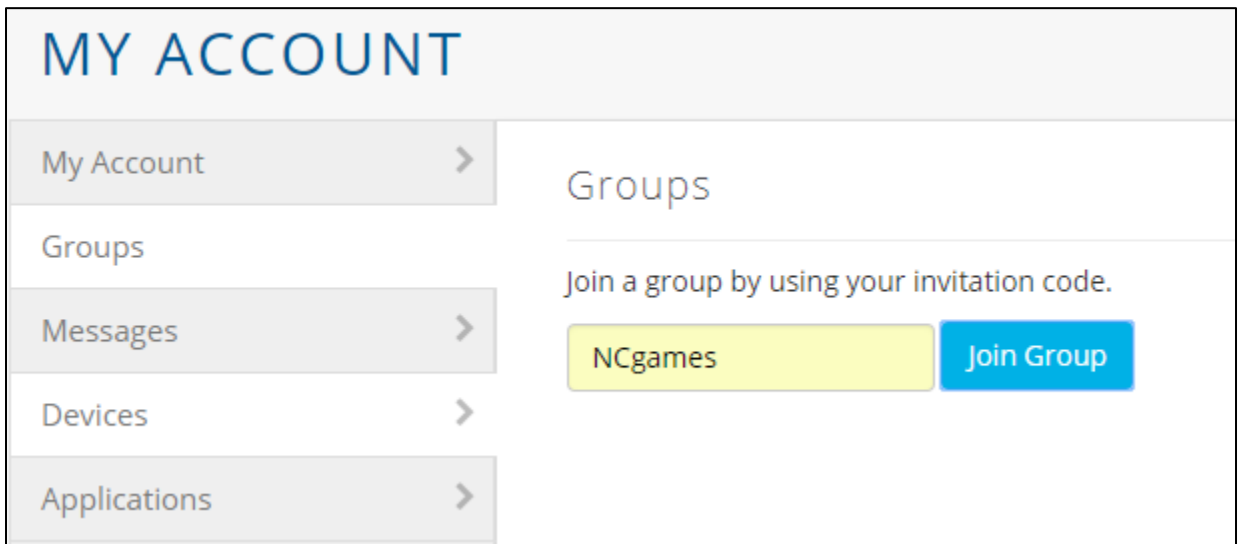 MY ACCOUNT
My Account
Groups
Messages
Devices
Applications
Groups
Join a group by using your invitation code.
NCgames
Join Group